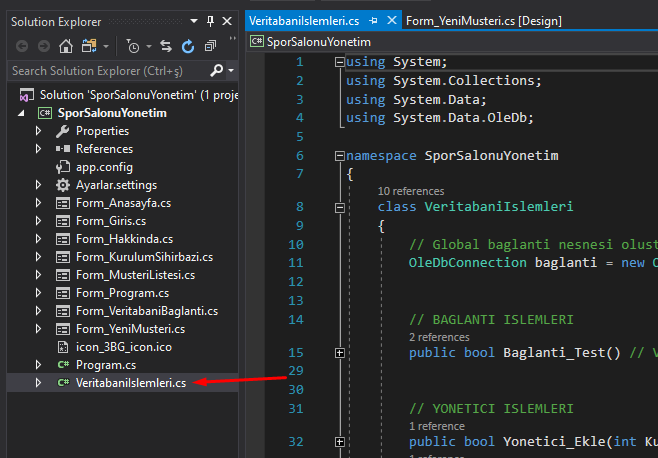 Solution Explorer
Search Solution Explorer (Ctrl+ş)
Solution 'SporSalonuYonetim' (1 proje
SporSalonuYonetim
Properties
References
app.config
Ayarlar.settings
Form_Anasayfa.cs
Form_Giris.cs
Form_Hakkinda.cs
Form_KurulumSihirbazi.cs
Form_MusteriListesi.cs
Form_Program.cs
Form_VeritabaniBaglanti.cs
Form_YeniMusteri.cs
icon_3BG_icon.ico
Program.cs
VeritabaniIslemleri.cs
VeritabaniIslemleri.cs Form_YeniMusteri.cs [Design]
SporSalonuYonetim
1 using System;
2 using System.Collections;
3 using System.Data;
4 using System.Data.OleDb;
5
6 namespace SporSalonuYonetim
7 {
10 references
8 class VeritabaniIslemleri
9 {
10 // Global baglanti nesnesi olust
11 OleDbConnection baglanti = new O
12
13
14 // BAGLANTI ISLEMLERI
2 references
15 public bool Baglanti_Test() // V
29
30
31 // YONETICI ISLEMLERI
1 reference
32 public bool Yonetici_Ekle(int Ku
1 reference